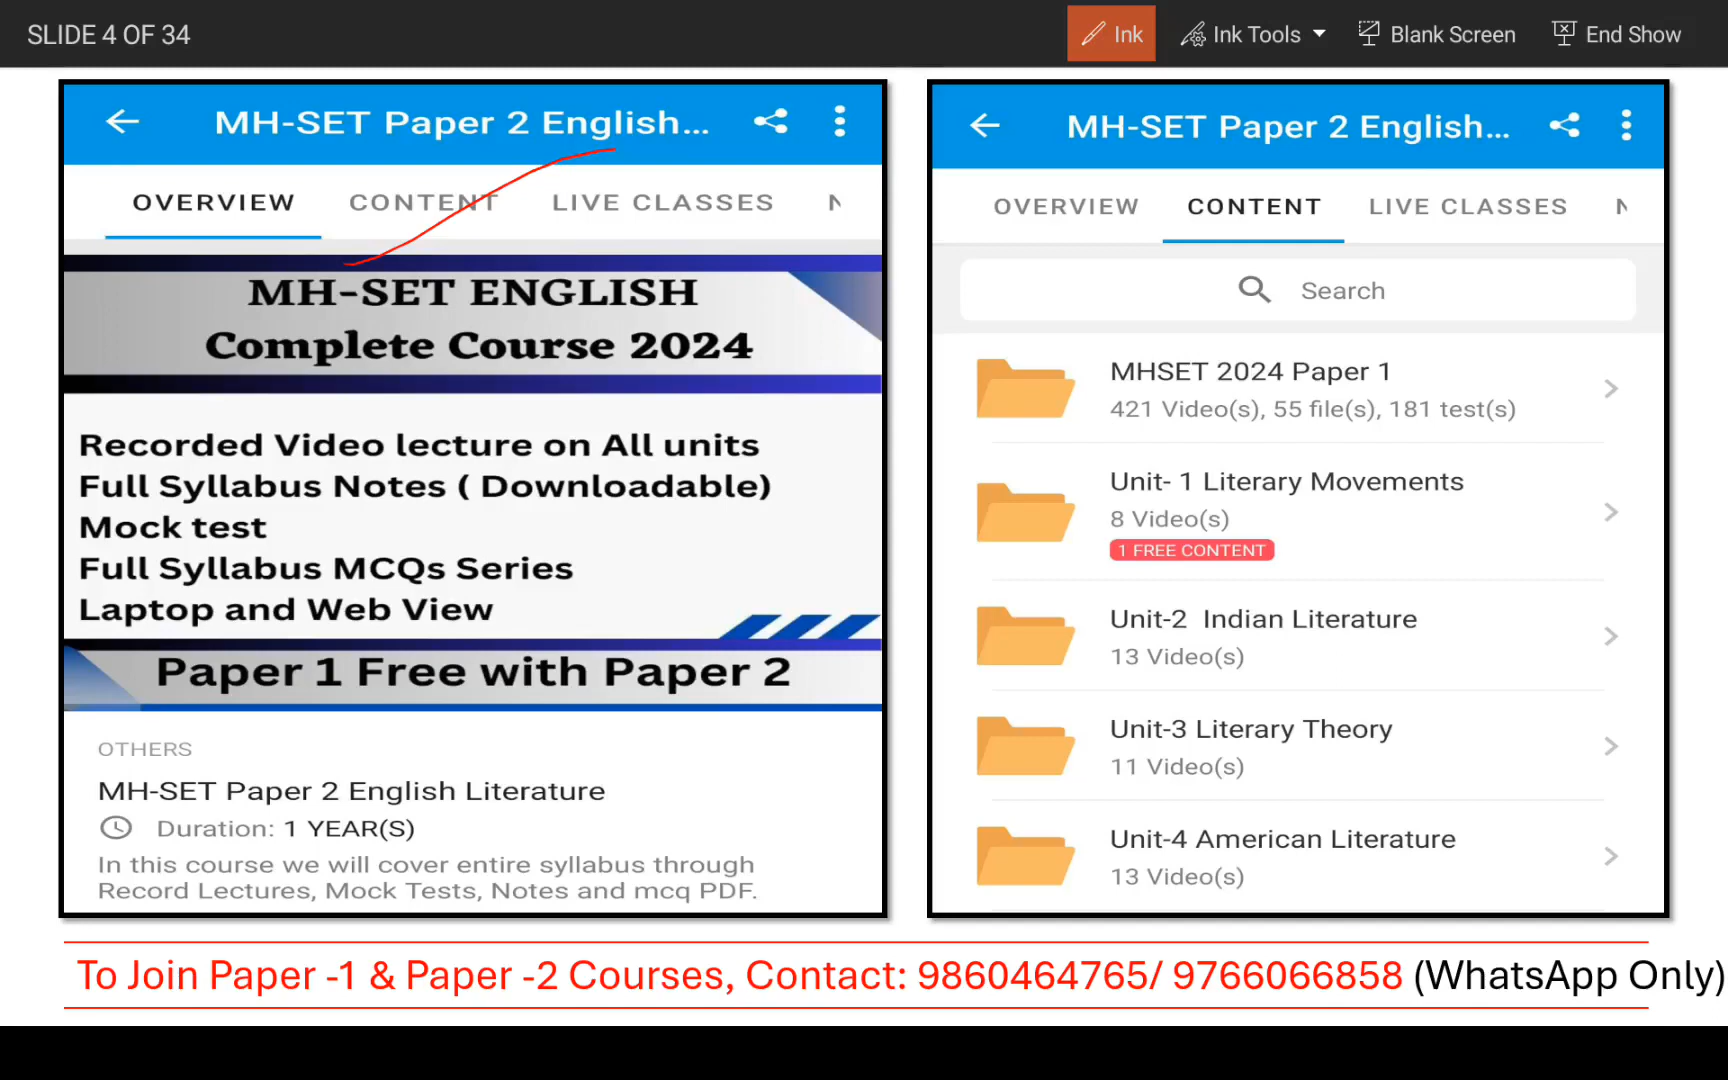 SLIDE 4 OF 34
Ink
Ink Tools
Blank Screen
End Show
MH-SET Paper 2 English...
OVERVIEW
CONTENT
LIVE CLASSES
MH-SET ENGLISH
Complete Course 2024
Recorded Video lecture on All units
Full Syllabus Notes ( Downloadable)
Mock test
Full Syllabus MCQs Series
Laptop and Web View
Paper 1 Free with Paper 2
OTHERS
MH-SET Paper 2 English Literature
Duration: 1 YEAR(S)
In this course we will cover entire syllabus through
Record Lectures, Mock Tests, Notes and mcq PDF.
MH-SET Paper 2 English...
OVERVIEW
CONTENT
LIVE CLASSES
Search
MHSET 2024 Paper 1
421 Video(s), 55 file(s), 181 test(s)
Unit- 1 Literary Movements
8 Video(s)
1 FREE CONTENT
Unit-2 Indian Literature
13 Video(s)
Unit-3 Literary Theory
11 Video(s)
Unit-4 American Literature
13 Video(s)
To Join Paper -1 & Paper -2 Courses, Contact: 9860464765/ 9766066858 (WhatsApp Only)